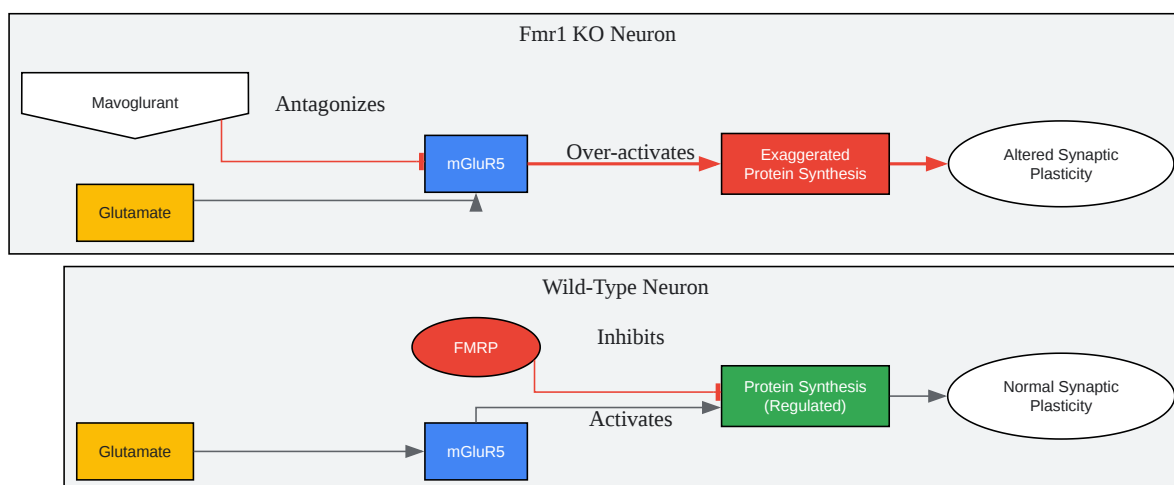 Fmr1 KO Neuron
Mavoglurant
Antagonizes
mGluR5
Over-activates
Exaggerated
Protein Synthesis
Altered Synaptic
Plasticity
Glutamate
Wild-Type Neuron
FMRP
Inhibits
Protein Synthesis
(Regulated)
Normal Synaptic
Plasticity
Activates
Glutamate
mGluR5